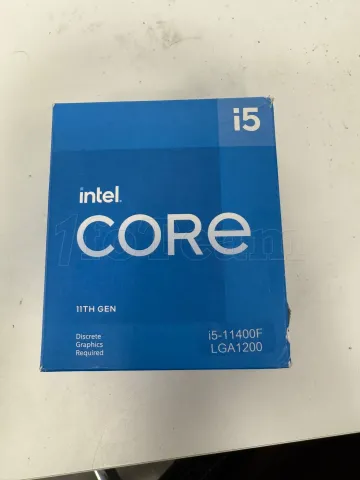 i5
intel.
CORE
11TH GEN
Discrete
Graphics
Required
i5-11400F
LGA1200